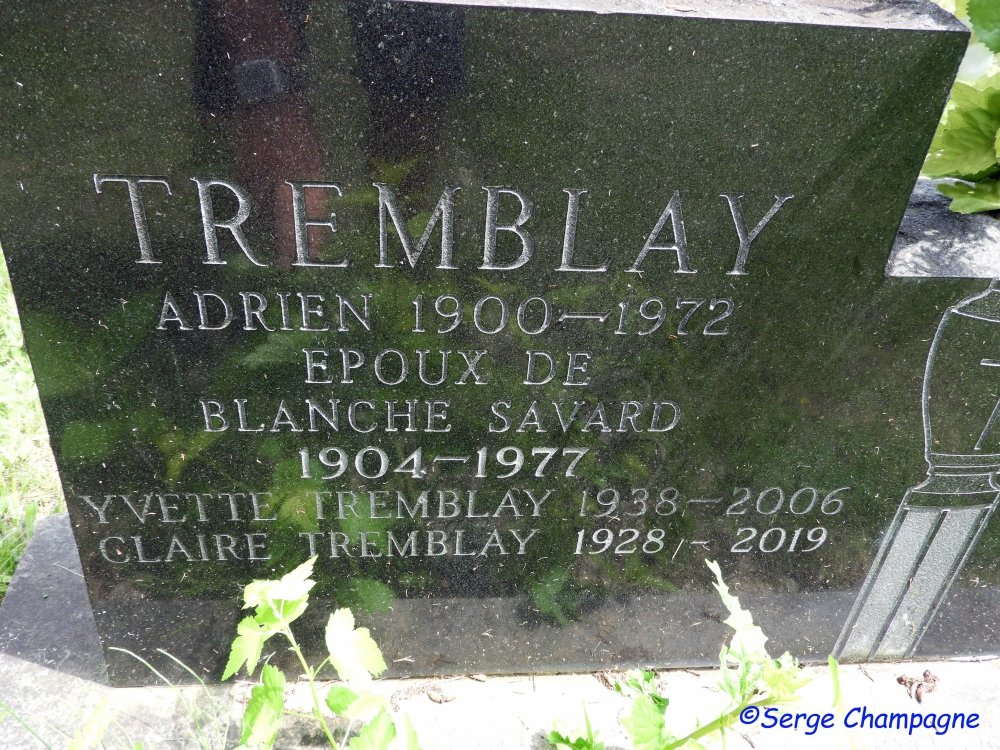 TREMBLAY
ADRIEN 1900-1972
EPOUX DE
BLANCHE SAVARD
1904-1977
YVETTE TREMBLAY 1938-2006
CLAIRE TREMBLAY 1928 - 2019
©Serge Champagne